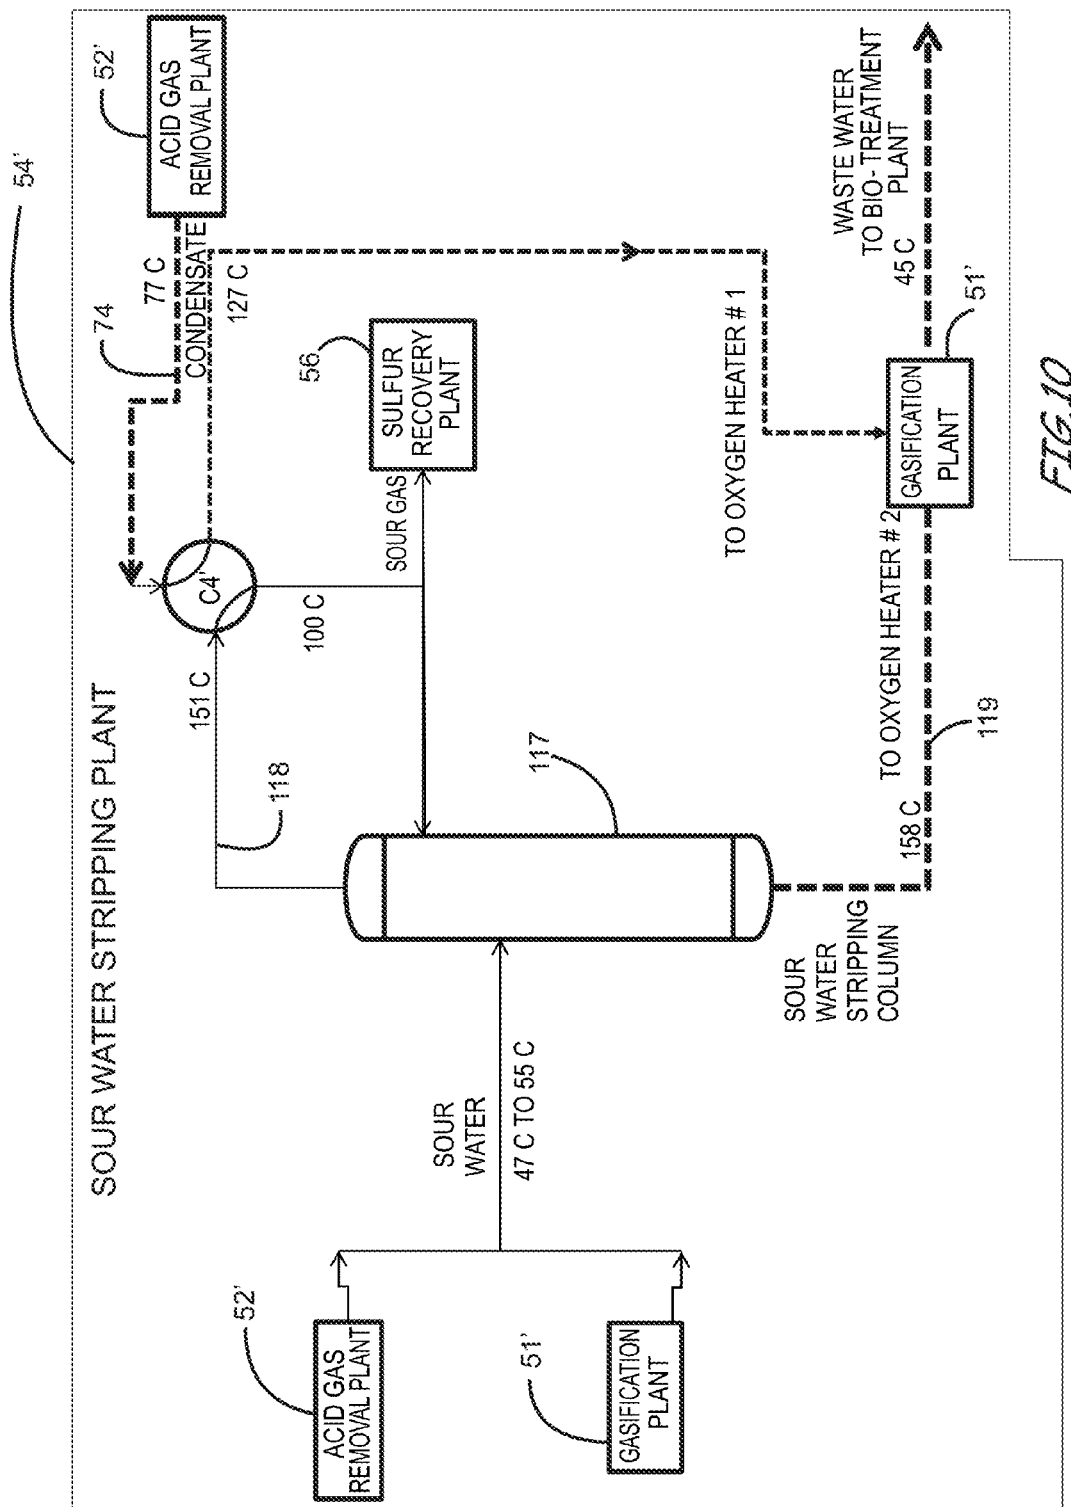 SOUR WATER STRIPPING PLANT
54'
52'
ACID GAS
REMOVAL PLANT
77 C
CONDENSATE
74
127 C
C4'
151 C
118
100 C
SOUR GAS
56
SULFUR
RECOVERY
PLANT
117
52'
ACID GAS
REMOVAL PLANT
51'
GASIFICATION
PLANT
SOUR
WATER
47 C TO 55 C
SOUR
WATER
STRIPPING
COLUMN
158 C
119
TO OXYGEN HEATER # 2
TO OXYGEN HEATER # 1
GASIFICATION
PLANT
51'
WASTE WATER
TO BIO- TREATMENT
PLANT
45 C
FIG.10